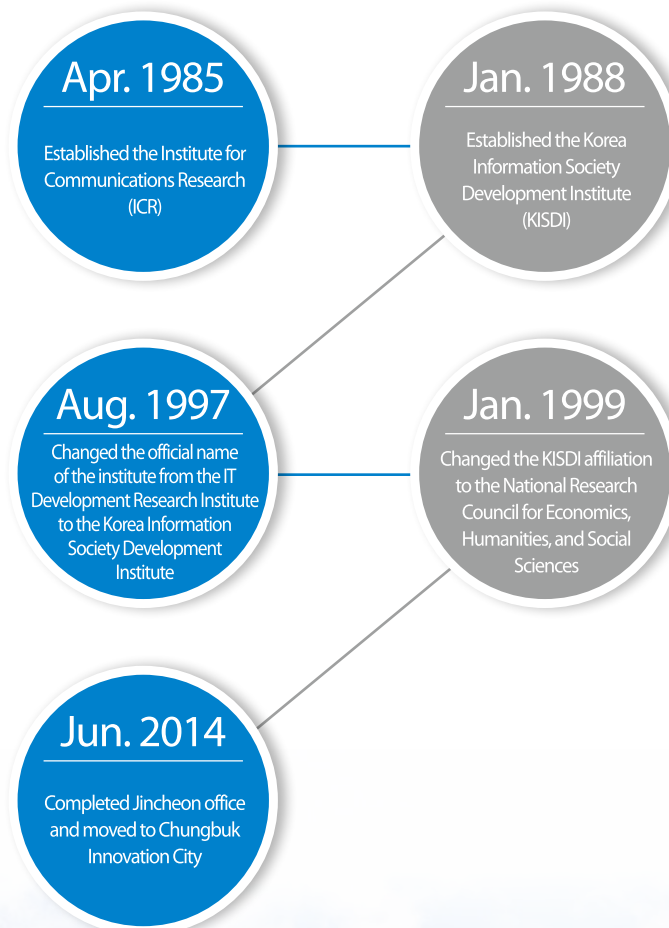 Apr. 1985
Established the Institute for
Communications Research
(ICR)
Jan. 1988
Established the Korea
Information Society
Development Institute
(KISDI)
Aug. 1997
Changed the official name
of the institute from the IT
Development Research Institute
to the Korea Information
Society Development
Institute
Jan. 1999
Changed the KISDI affiliation
to the National Research
Council for Economics,
Humanities, and Social
Sciences
Jun. 2014
Completed Jincheon office
and moved to Chungbuk
Innovation City